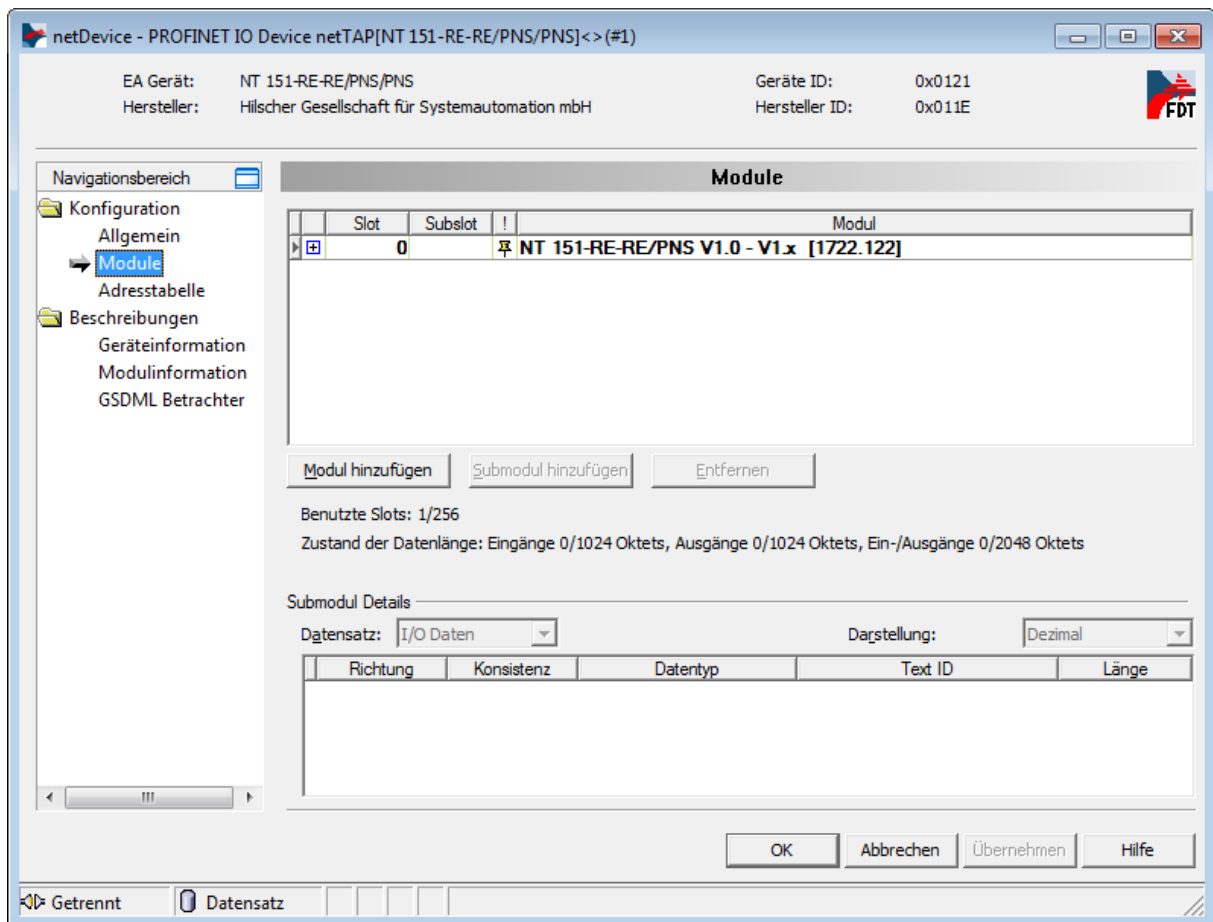 netDevice - PROFINET IO Device netTAP[NT 151-RE-RE/PNS/PNS]<>(#1)
EA Gerät: NT 151-RE-RE/PNS/PNS Geräte ID: 0x0121
Hersteller: Hilscher Gesellschaft für Systemautomation mbH Hersteller ID: 0x011E
FDT
Navigationsbereich
Konfiguration
Allgemein
Module
Adresstabelle
Beschreibungen
Geräteinformation
Modulinformation
GSDML Betrachter
Module
Slot Subslot ! Modul
0 NT 151-RE-RE/PNS V1.0 - V1.x [1722.122]
Modul hinzufügen Submodul hinzufügen Entfernen
Benutzte Slots: 1/256
Zustand der Datenlänge: Eingänge 0/1024 Oktets, Ausgänge 0/1024 Oktets, Ein-/Ausgänge 0/2048 Oktets
Submodul Details
Datensatz: I/O Daten Darstellung: Dezimal
Richtung Konsistenz Datentyp Text ID Länge
OK Abbrechen Übernehmen Hilfe
Getrennt Datensatz